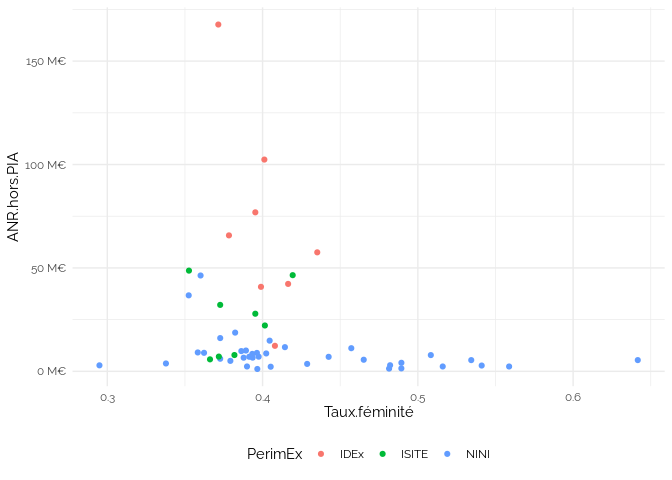 150 M€
100 M€
50 M€
0 M€
ANR.hors.PIA
0.3 0.4 0.5 0.6
Taux.féminité
PerimEx IDEx ISITE NINI